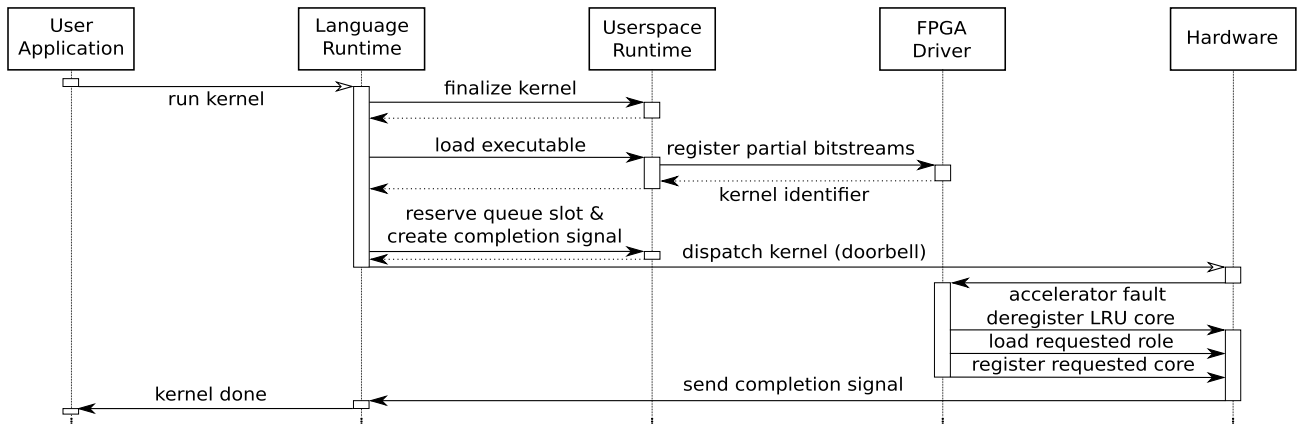 User
Application
Language
Runtime
Userspace
Runtime
FPGA
Driver
Hardware
run kernel
finalize kernel
load executable
register partial bitstreams
kernel identifier
reserve queue slot &
create completion signal
dispatch kernel (doorbell)
accelerator fault
deregister LRU core
load requested role
register requested core
send completion signal
kernel done